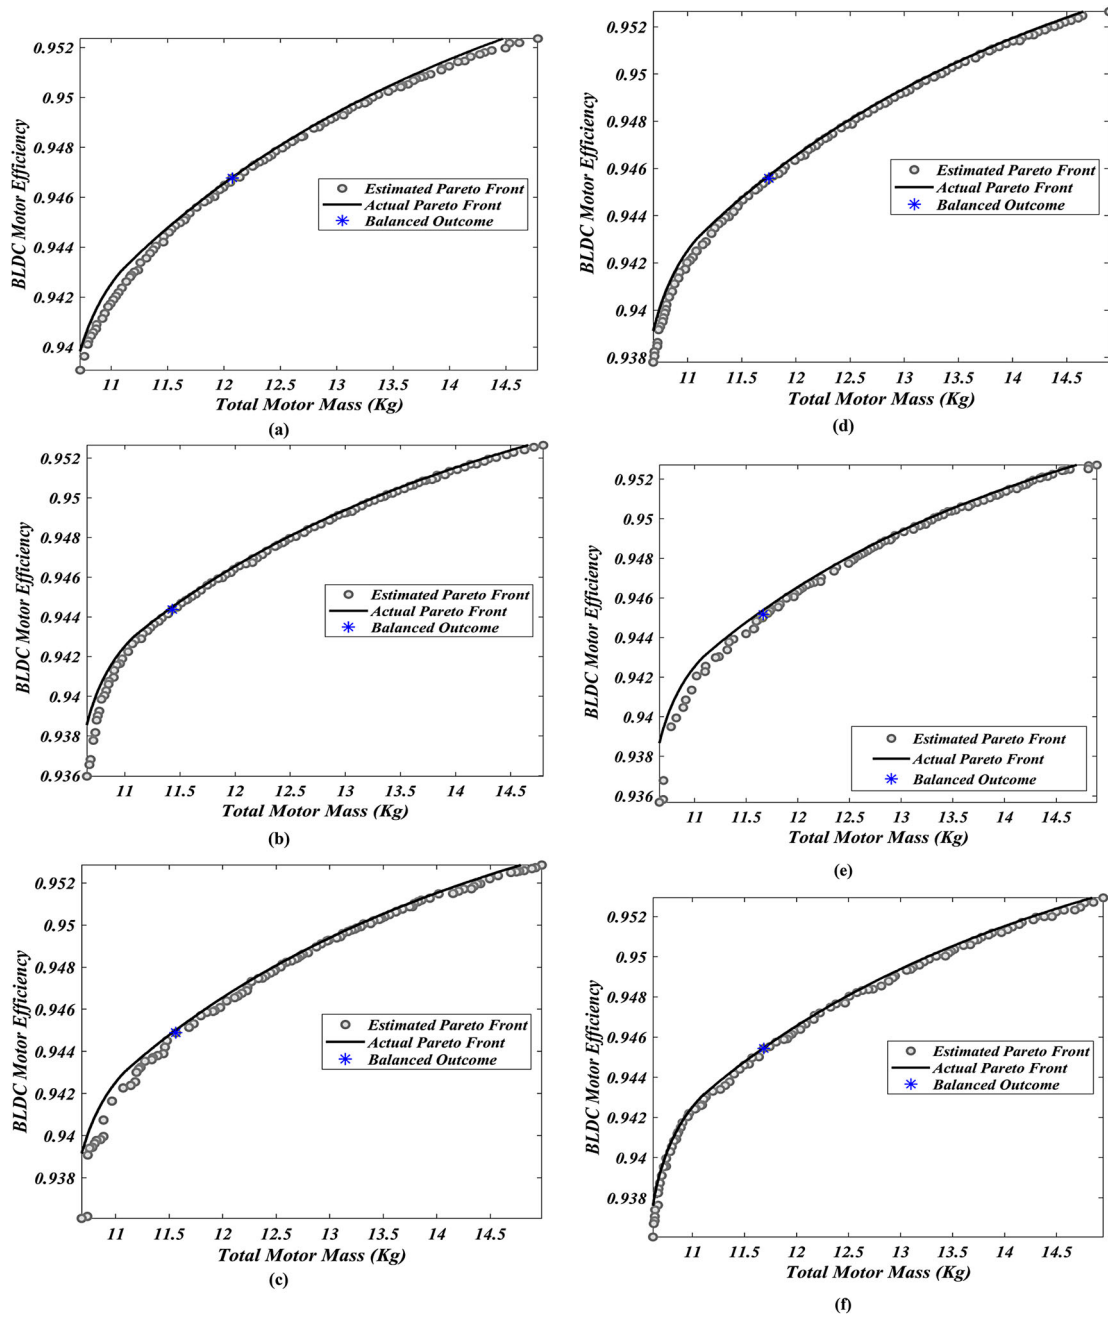 0.952
0.95
0.948
0.946
0.944
0.942
0.94
BLDC Motor Efficiency
Estimated Pareto Front
Actual Pareto Front
Balanced Outcome
11 11.5 12 12.5 13 13.5 14 14.5
Total Motor Mass (Kg)
(a)
0.952
0.95
0.948
0.946
0.944
0.942
0.94
0.938
0.936
BLDC Motor Efficiency
Estimated Pareto Front
Actual Pareto Front
Balanced Outcome
11 11.5 12 12.5 13 13.5 14 14.5
Total Motor Mass (Kg)
(b)
0.952
0.95
0.948
0.946
0.944
0.942
0.94
0.938
BLDC Motor Efficiency
Estimated Pareto Front
Actual Pareto Front
Balanced Outcome
11 11.5 12 12.5 13 13.5 14 14.5
Total Motor Mass (Kg)
(c)
0.952
0.95
0.948
0.946
0.944
0.942
0.94
0.938
BLDC Motor Efficiency
Estimated Pareto Front
Actual Pareto Front
Balanced Outcome
11 11.5 12 12.5 13 13.5 14 14.5
Total Motor Mass (Kg)
(d)
0.952
0.95
0.948
0.946
0.944
0.942
0.94
0.938
0.936
BLDC Motor Efficiency
Estimated Pareto Front
Actual Pareto Front
Balanced Outcome
11 11.5 12 12.5 13 13.5 14 14.5
Total Motor Mass (Kg)
(e)
0.952
0.95
0.948
0.946
0.944
0.942
0.94
0.938
BLDC Motor Efficiency
Estimated Pareto Front
Actual Pareto Front
Balanced Outcome
11 11.5 12 12.5 13 13.5 14 14.5
Total Motor Mass (Kg)
(f)